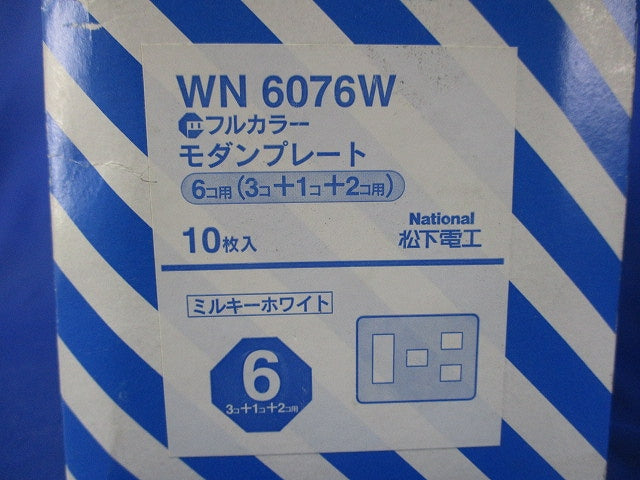 WN 6076W
フルカラー
モダンプレート
6コ用(3コ+1コ+2コ用)
10枚入
National
松下電工
ミルキーホワイト
6
3コ+1コ+2コ用